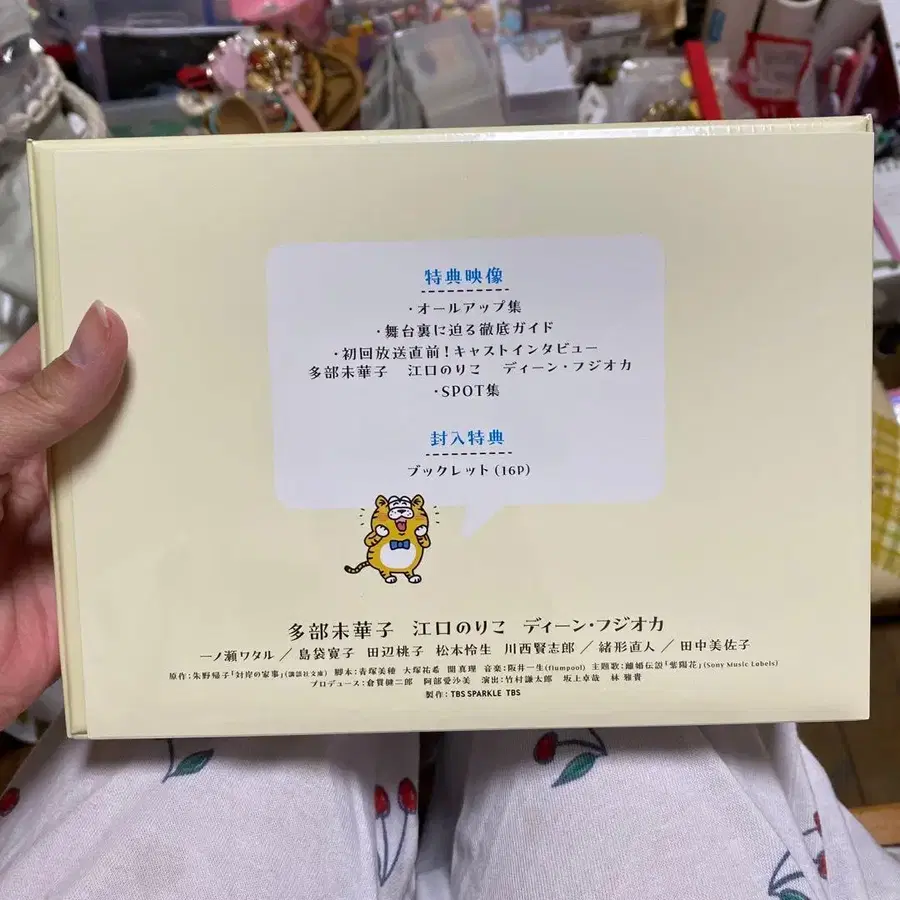 特典映像
・オールアップ集
・舞台裏に迫る徹底ガイド
・初回放送直前!キャストインタビュー
多部未華子 江口のりこ ディーン・フジオカ
・SPOT集
封入特典
ブックレット(16P)
多部未華子 江口のりこ ディーン・フジオカ
一ノ瀬ワタル/島袋寛子 田辺桃子 松本怜生 川西賢志郎/緒形直人/田中美佐子
原作:朱野帰子「対岸の家事」(講談社文庫) 脚本:青塚美穂 大塚祐希 関真理 音楽:阪井一生(flumpool) 主題歌:離婚伝説「紫陽花」(Sony Music Labels)
プロデュース:倉貫健二郎 阿部愛沙美 演出:竹村謙太郎 坂上卓哉 林 雅貴
製作:TBS SPARKLE TBS